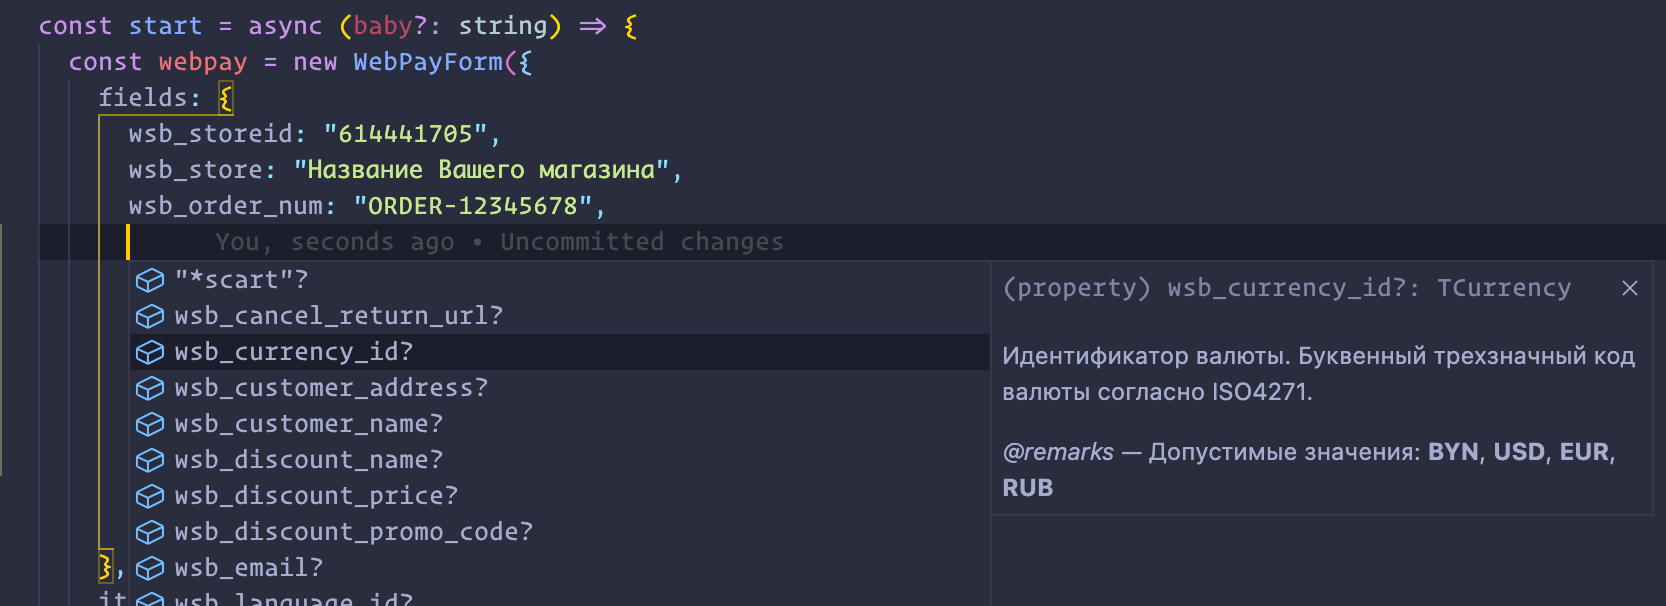 const start = async (baby?: string) => {
const webpay = new WebPayForm({
fields: {
wsb_storeid: "614441705",
wsb_store: "Название Вашего магазина",
wsb_order_num: "ORDER-12345678",
You, seconds ago • Uncommitted changes
"*scart"?
wsb_cancel_return_url?
wsb_currency_id?
wsb_customer_address?
wsb_customer_name?
wsb_discount_name?
wsb_discount_price?
wsb_discount_promo_code?
},
wsb_email?
it
wsb_language_id?
(property) wsb_currency_id?: TCurrency
Идентификатор валюты. Буквенный трехзначный код
валюты согласно ISO4271.
@remarks — Допустимые значения: BYN, USD, EUR,
RUB